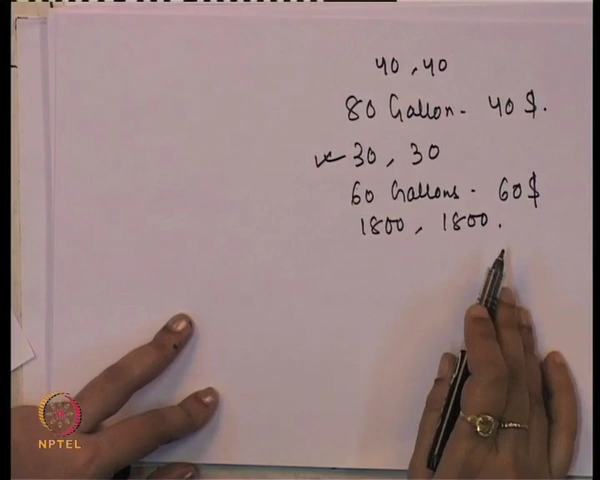 40, 40
80 Gallon - 40 $.
30, 30
60 Gallons - 60 $
1800, 1800.
NPTEL